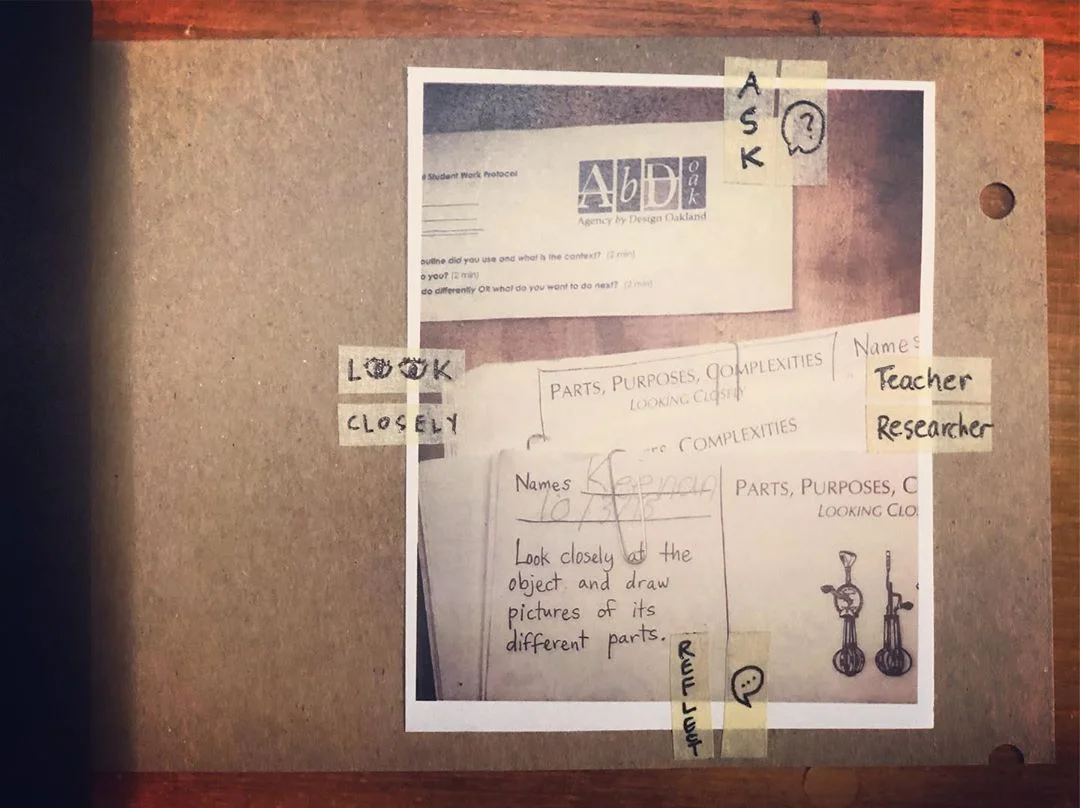 ASK
?
l Student Work Protocol
AbD oak
Agency by Design Oakland
outine did you use and what is the context? (2 min)
o you? (2 min)
do differently OR what do you want to do next? (2 min)
LOOK
CLOSELY
PARTS, PURPOSES, COMPLEXITIES
LOOKING CLOSELY
Names
Teacher
Researcher
COMPLEXITIES
Names Keenan
Look closely at the
object and draw
pictures of its
different parts.
PARTS, PURPOSES, C
LOOKING CLO
REFLECT
...